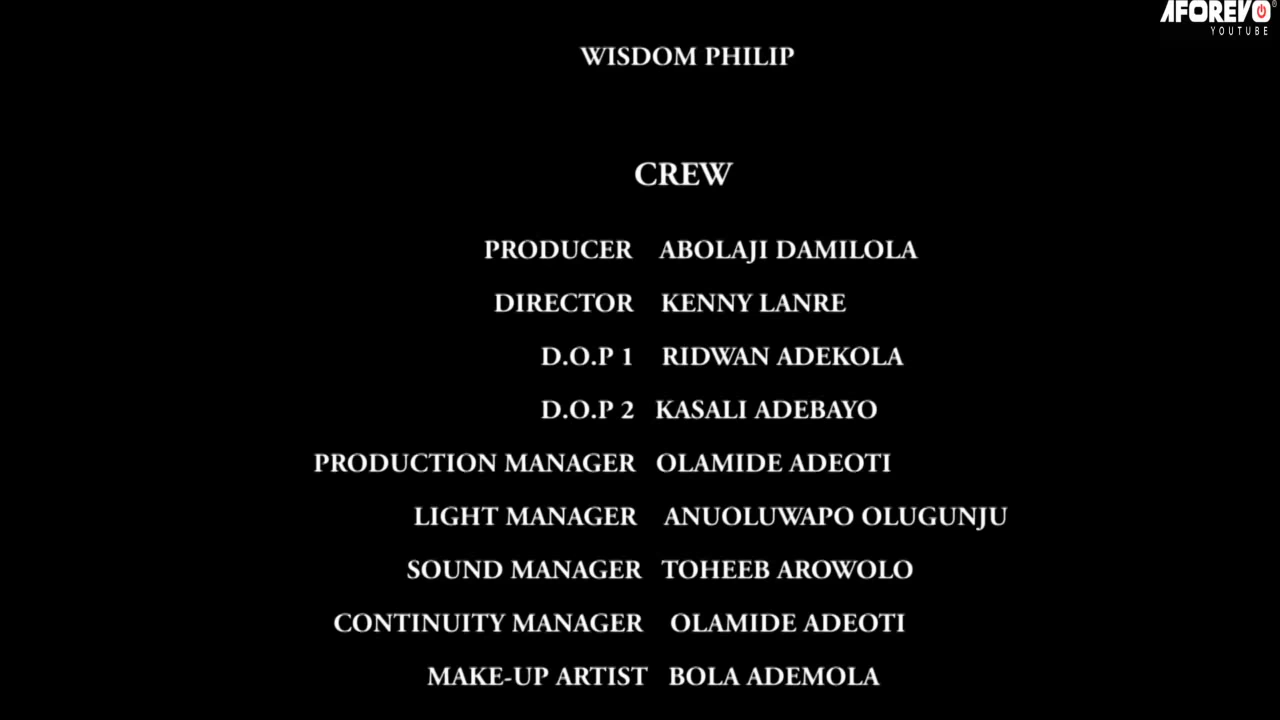 AFOREVO
YOUTUBE
WISDOM PHILIP
CREW
PRODUCER ABOLAJI DAMILOLA
DIRECTOR KENNY LANRE
D.O.P 1 RIDWAN ADEKOLA
D.O.P 2 KASALI ADEBAYO
PRODUCTION MANAGER OLAMIDE ADEOTI
LIGHT MANAGER ANUOLUWAPO OLUGUNJU
SOUND MANAGER TOHEEB AROWOLO
CONTINUITY MANAGER OLAMIDE ADEOTI
MAKE-UP ARTIST BOLA ADEMOLA